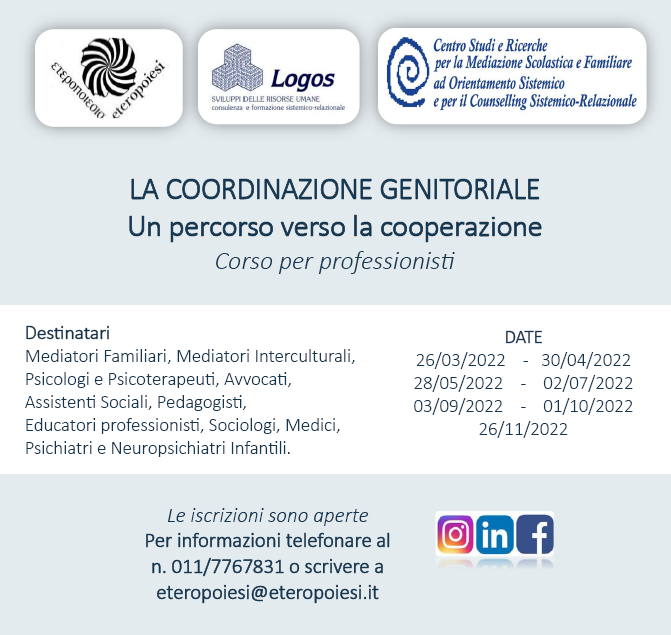 ετεροποιεσις
eteropoiesi
Logos
SVILUPPI DELLE RISORSE UMANE
consulenza e formazione sistemico-relazionale
Centro Studi e Ricerche
per la Mediazione Scolastica e Familiare
ad Orientamento Sistemico
e per il Counselling Sistemico-Relazionale
LA COORDINAZIONE GENITORIALE
Un percorso verso la cooperazione
Corso per professionisti
Destinatari
Mediatori Familiari, Mediatori Interculturali,
Psicologi e Psicoterapeuti, Avvocati,
Assistenti Sociali, Pedagogisti,
Educatori professionisti, Sociologi, Medici,
Psichiatri e Neuropsichiatri Infantili.
DATE
26/03/2022 - 30/04/2022
28/05/2022 - 02/07/2022
03/09/2022 - 01/10/2022
26/11/2022
Le iscrizioni sono aperte
Per informazioni telefonare al
n. 011/7767831 o scrivere a
eteropoiesi@eteropoiesi.it
in
f